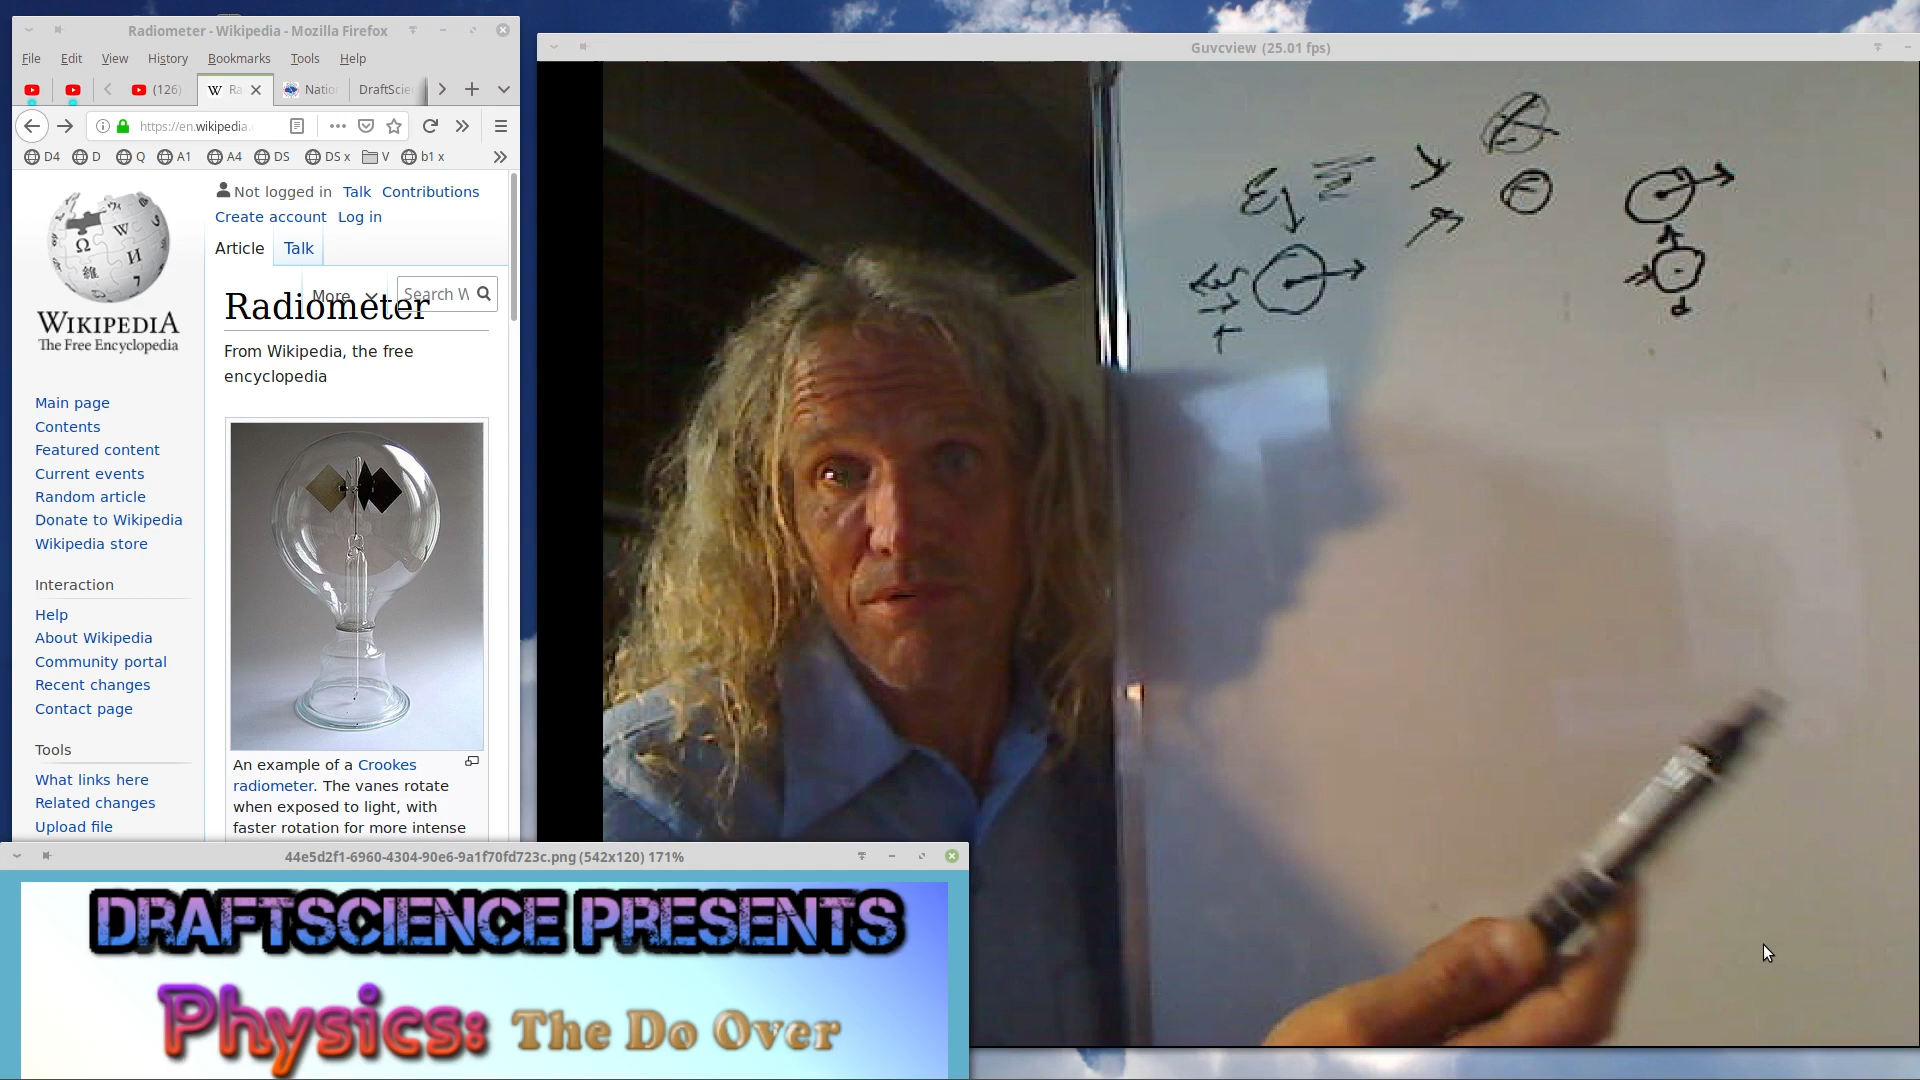 Radiometer - Wikipedia - Mozilla Firefox
File Edit View History Bookmarks Tools Help
(126) Ra Natio DraftScie
https://en.wikipedia.
D4 D Q A1 A4 DS DS x V b1 x
Not logged in Talk Contributions
Create account Log in
Article Talk
More Search W
WIKIPEDIA
The Free Encyclopedia
Main page
Contents
Featured content
Current events
Random article
Donate to Wikipedia
Wikipedia store
Interaction
Help
About Wikipedia
Community portal
Recent changes
Contact page
Tools
What links here
Related changes
Upload file
Radiometer
From Wikipedia, the free
encyclopedia
An example of a Crookes
radiometer. The vanes rotate
when exposed to light, with
faster rotation for more intense
Guvcview (25.01 fps)
44e5d2f1-6960-4304-90e6-9a1f70fd723c.png (542x120) 171%
DRAFTSCIENCE PRESENTS
Physics: The Do Over